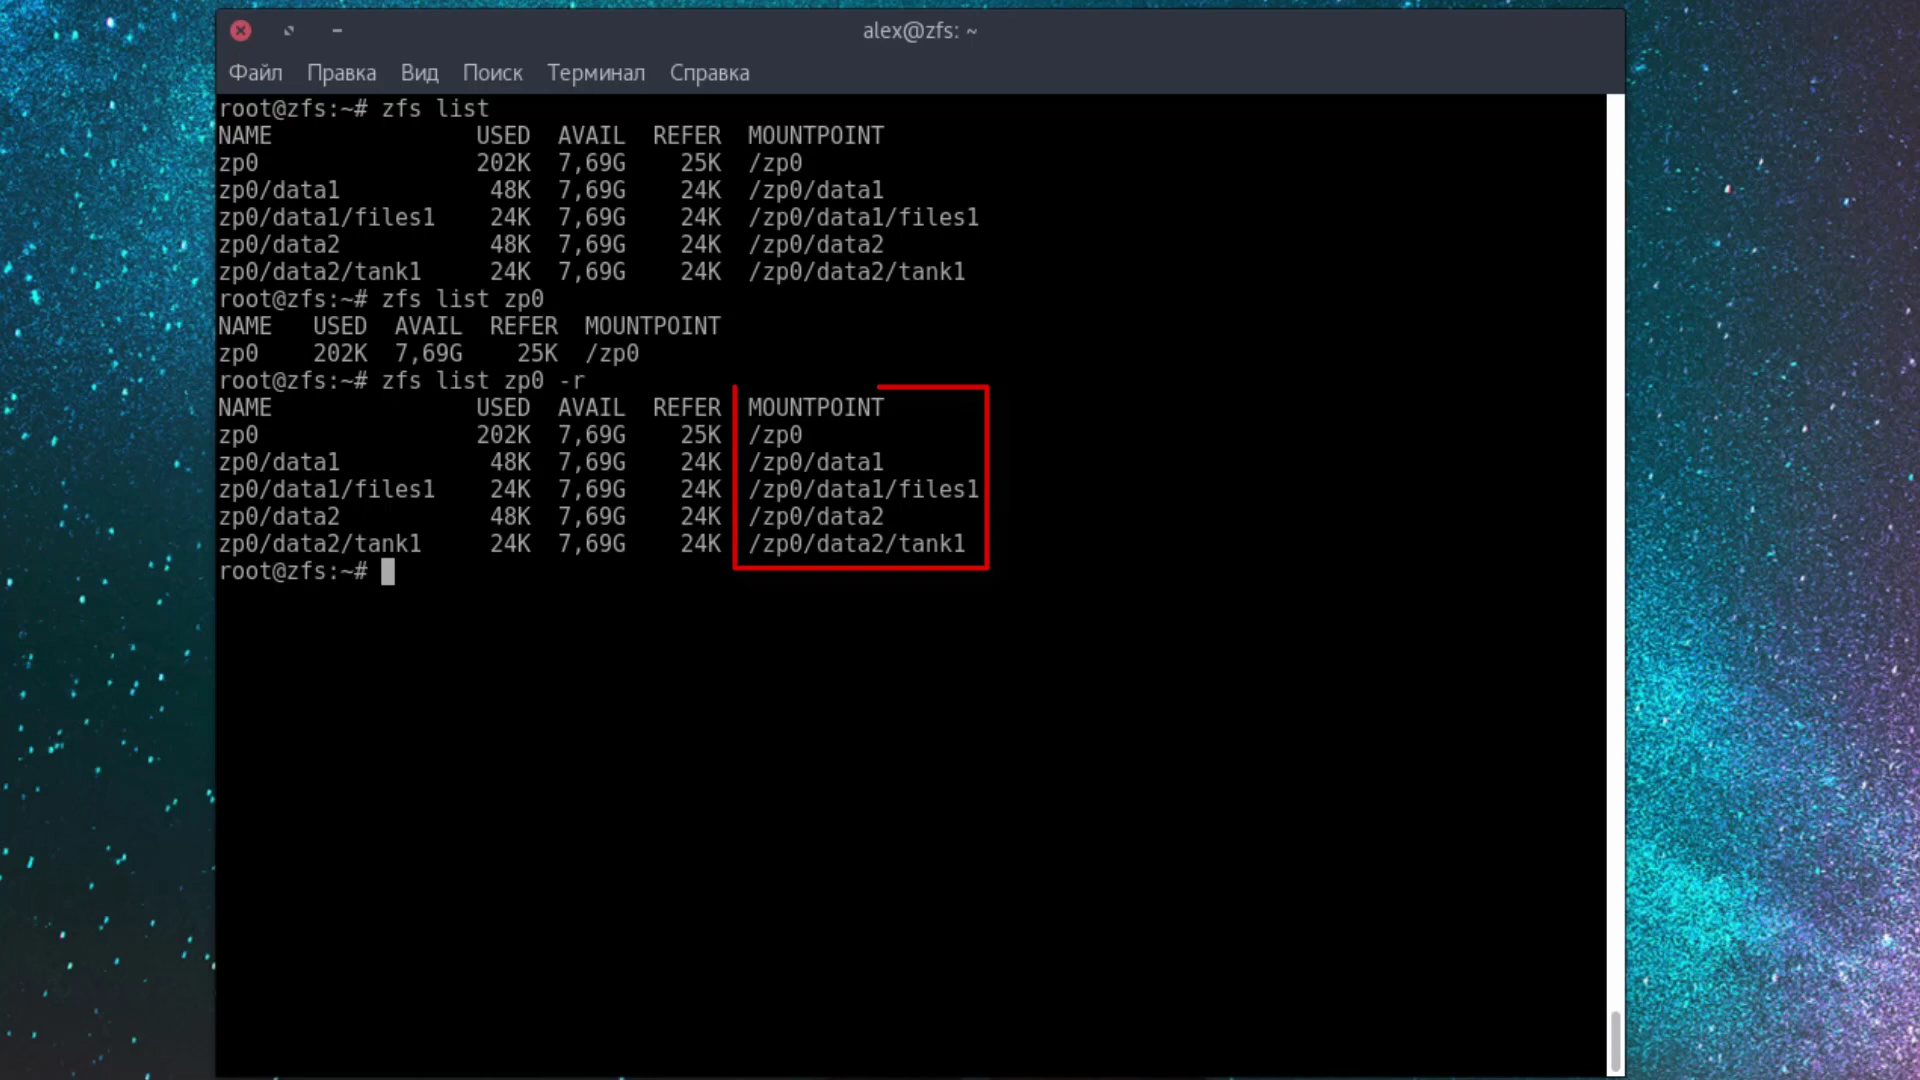 alex@zfs: ~
Файл Правка Вид Поиск Терминал Справка
root@zfs:~# zfs list
NAME USED AVAIL REFER MOUNTPOINT
zp0 202K 7,69G 25K /zp0
zp0/data1 48K 7,69G 24K /zp0/data1
zp0/data1/files1 24K 7,69G 24K /zp0/data1/files1
zp0/data2 48K 7,69G 24K /zp0/data2
zp0/data2/tank1 24K 7,69G 24K /zp0/data2/tank1
root@zfs:~# zfs list zp0
NAME USED AVAIL REFER MOUNTPOINT
zp0 202K 7,69G 25K /zp0
root@zfs:~# zfs list zp0 -r
NAME USED AVAIL REFER MOUNTPOINT
zp0 202K 7,69G 25K /zp0
zp0/data1 48K 7,69G 24K /zp0/data1
zp0/data1/files1 24K 7,69G 24K /zp0/data1/files1
zp0/data2 48K 7,69G 24K /zp0/data2
zp0/data2/tank1 24K 7,69G 24K /zp0/data2/tank1
root@zfs:~#